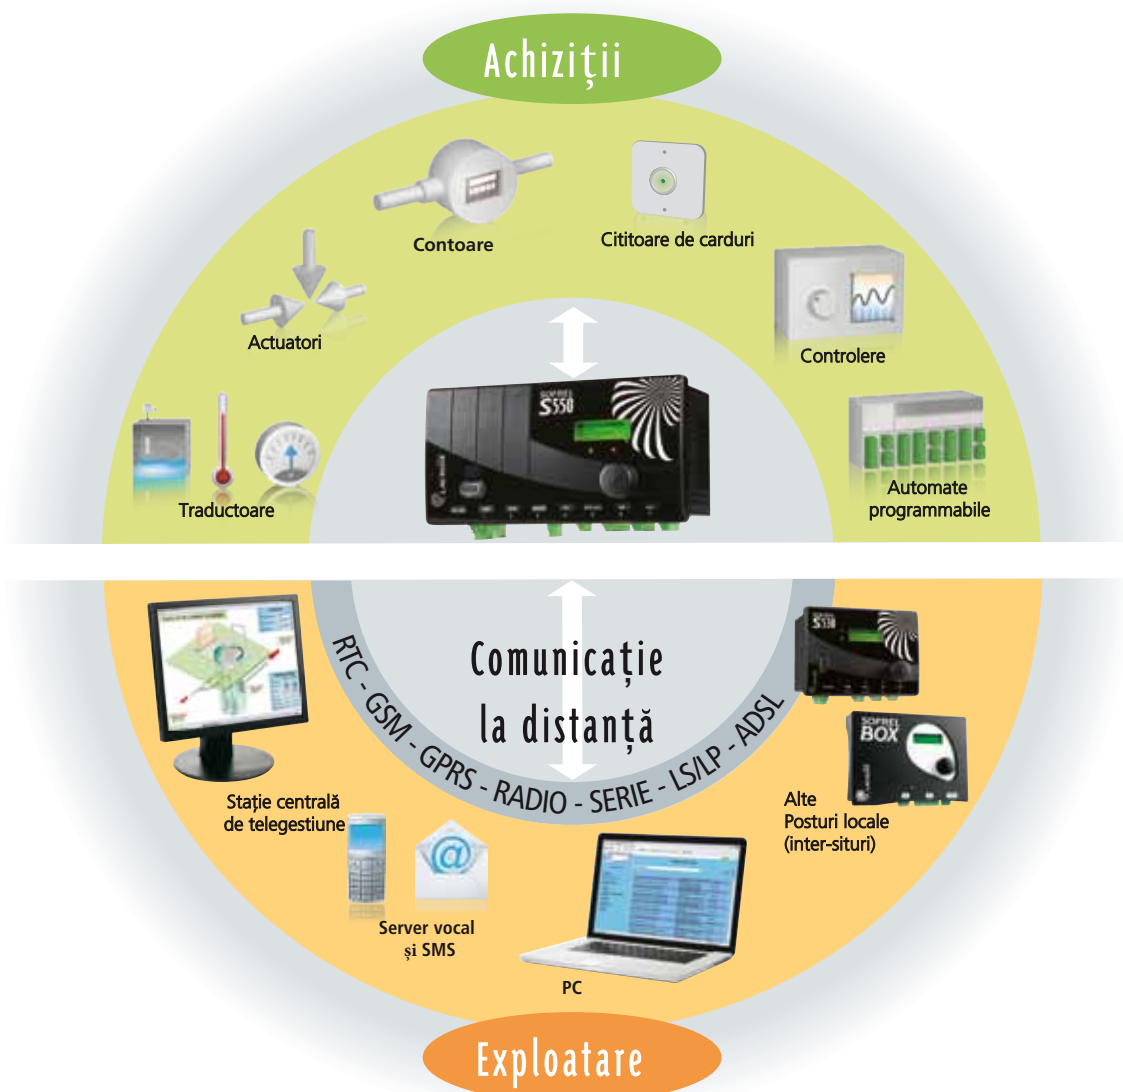 Achiziții
Contoare
Cititoare de carduri
Actuatori
Controlere
SOFREL
S550
Traductoare
Automate
programmabile
Comunicație
la distanță
RTC - GSM - GPRS - RADIO - SERIE - LS/LP - ADSL
SOFREL
BOX
Stație centrală
de telegestiune
Alte
Posturi locale
(inter-situri)
@
Server vocal
și SMS
PC
Exploatare